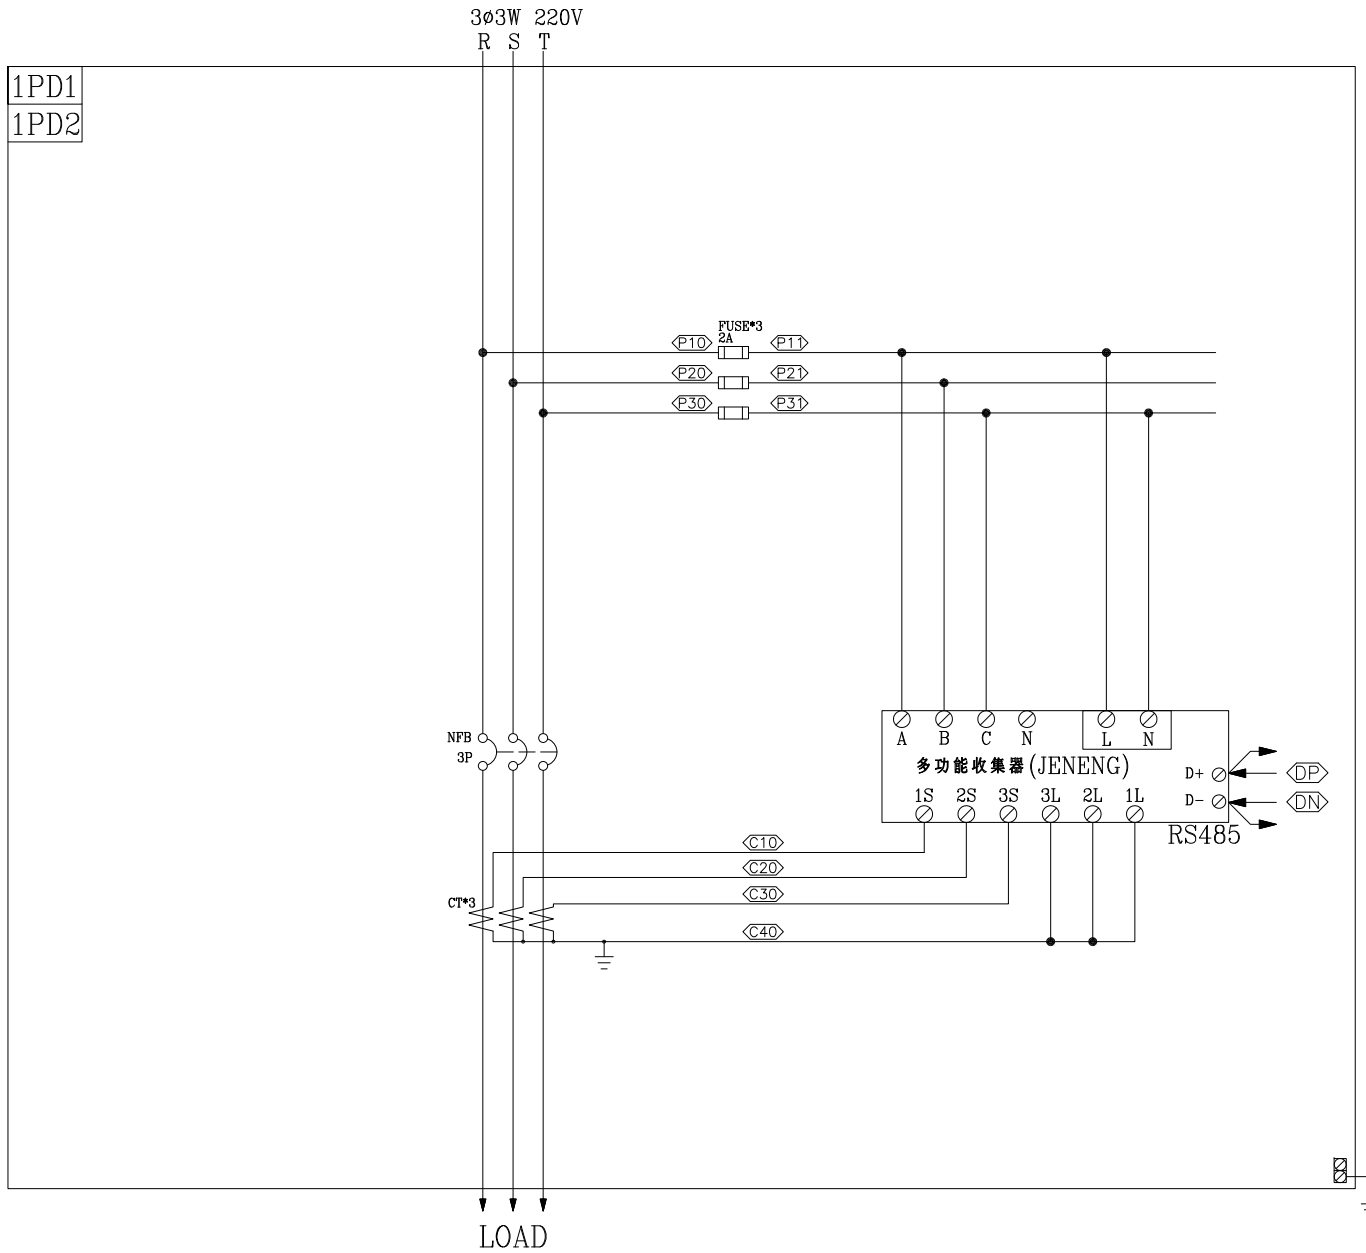 3ø3W 220V
R S T
1PD1
1PD2
FUSE*3
2A
P10 P11
P20 P21
P30 P31
NFB
3P
A B C N L N
多功能收集器(JENENG)
D+ DP
D- DN
1S 2S 3S 3L 2L 1L
RS485
C10
C20
C30
CT*3
C40
LOAD